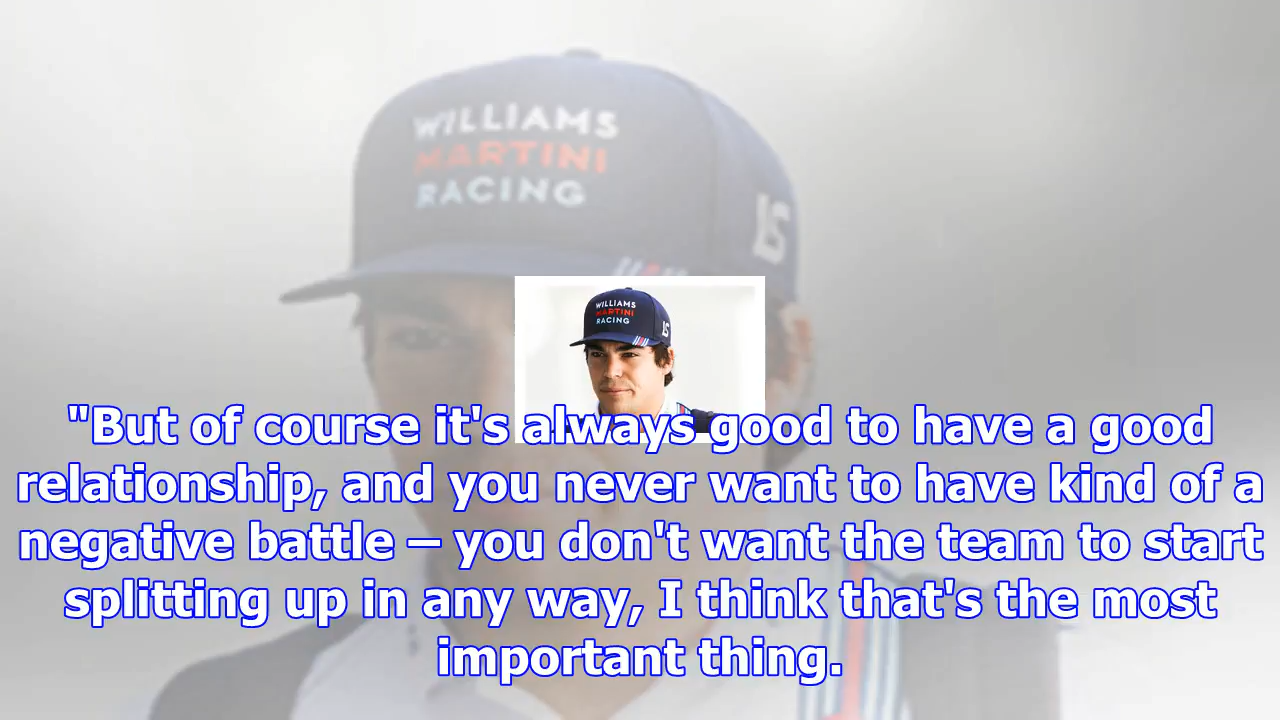 WILLIAMS
MARTINI
RACING
LS
WILLIAMS
MARTINI
RACING
LS
"But of course it's always good to have a good
relationship, and you never want to have kind of a
negative battle – you don't want the team to start
splitting up in any way, I think that's the most
important thing.